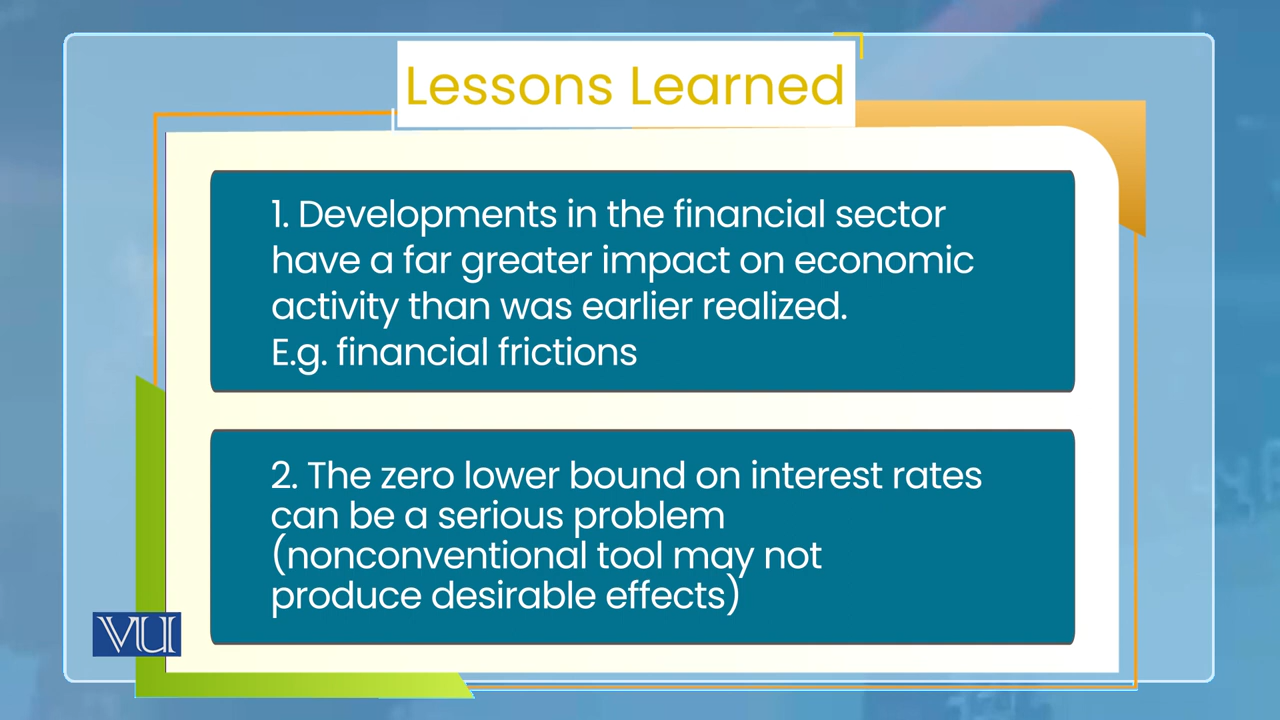 Lessons Learned
1. Developments in the financial sector
have a far greater impact on economic
activity than was earlier realized.
E.g. financial frictions
2. The zero lower bound on interest rates
can be a serious problem
(nonconventional tool may not
produce desirable effects)
VU